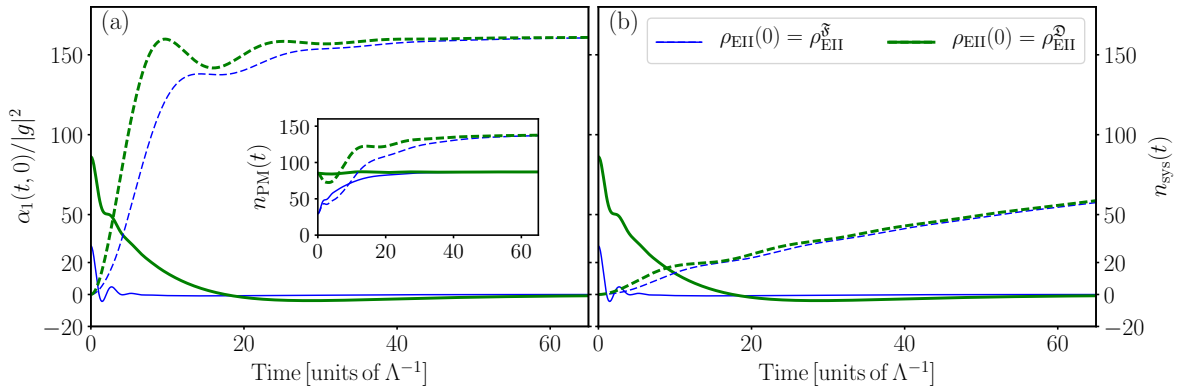 (a)
150
100
50
20
0
−20
α₁(t, 0)/|g|²
0 20 40 60
Time [units of Λ⁻¹]
150
100
50
0
n_PM(t)
0 20 40 60
(b)
ρ_EII(0) = ρ_EII^𝔉 ρ_EII(0) = ρ_EII^𝔇
150
100
50
20
0
−20
n_sys(t)
0 20 40 60
Time [units of Λ⁻¹]